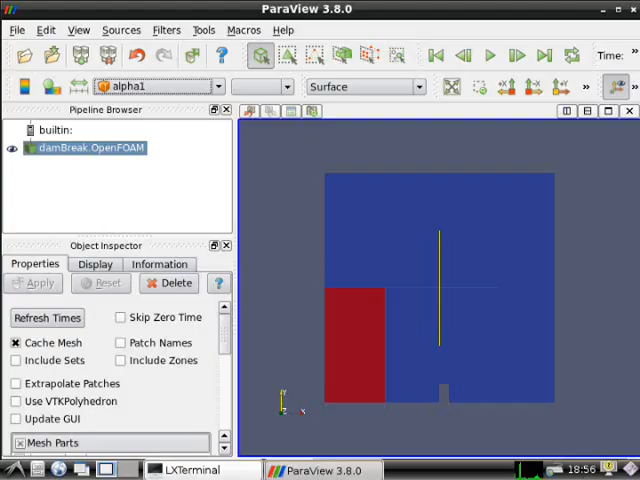 ParaView 3.8.0
File Edit View Sources Filters Tools Macros Help
Time:
alpha1 Surface
Pipeline Browser
builtin:
damBreak.OpenFOAM
Object Inspector
Properties Display Information
Apply Reset Delete ?
Refresh Times Skip Zero Time
Cache Mesh Patch Names
Include Sets Include Zones
Extrapolate Patches
Use VTKPolyhedron
Update GUI
Mesh Parts
Y
Z X
LXTerminal ParaView 3.8.0 18:56